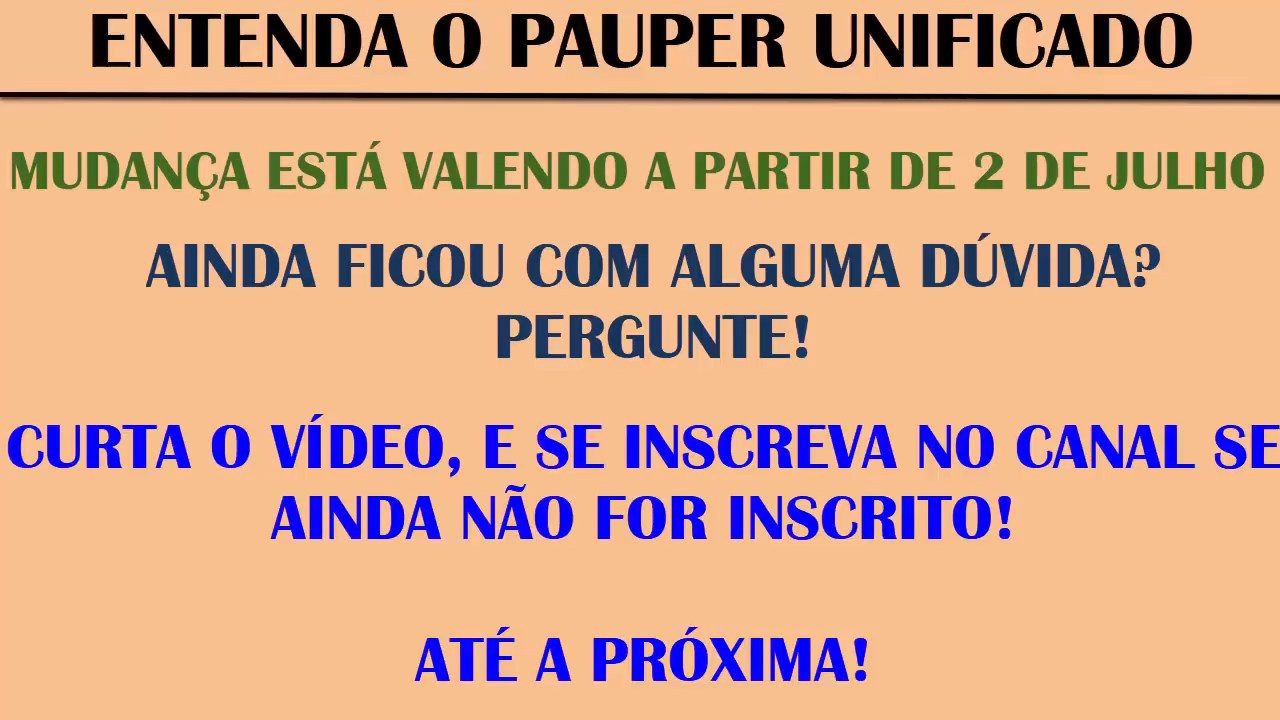 ENTENDA O PAUPER UNIFICADO
MUDANÇA ESTÁ VALENDO A PARTIR DE 2 DE JULHO
AINDA FICOU COM ALGUMA DÚVIDA?
PERGUNTE!
CURTA O VÍDEO, E SE INSCREVA NO CANAL SE
AINDA NÃO FOR INSCRITO!
ATÉ A PRÓXIMA!